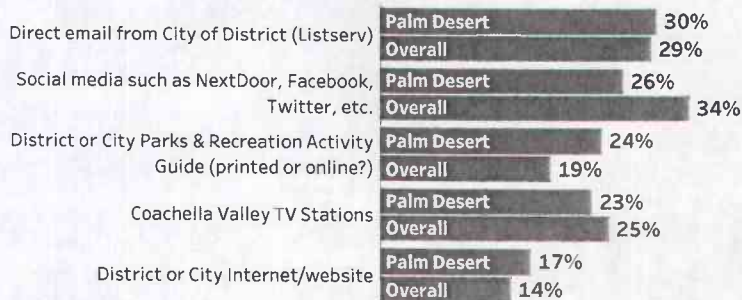 Direct email from City of District (Listserv)
Palm Desert 30%
Overall 29%
Social media such as NextDoor, Facebook,
Twitter, etc.
Palm Desert 26%
Overall 34%
District or City Parks & Recreation Activity
Guide (printed or online?)
Palm Desert 24%
Overall 19%
Coachella Valley TV Stations
Palm Desert 23%
Overall 25%
District or City Internet/website
Palm Desert 17%
Overall 14%